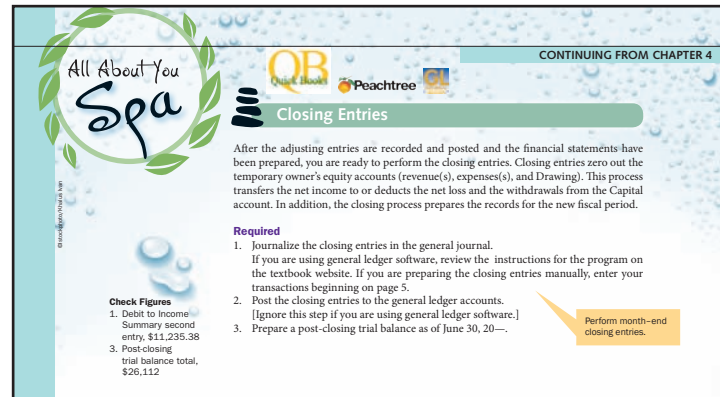 CONTINUING FROM CHAPTER 4
All About You
Spa
QB
Quick Books
Peachtree
GL
Closing Entries
After the adjusting entries are recorded and posted and the financial statements have
been prepared, you are ready to perform the closing entries. Closing entries zero out the
temporary owner's equity accounts (revenue(s), expenses(s), and Drawing). This process
transfers the net income to or deducts the net loss and the withdrawals from the Capital
account. In addition, the closing process prepares the records for the new fiscal period.
Required
1. Journalize the closing entries in the general journal.
If you are using general ledger software, review the instructions for the program on
the textbook website. If you are preparing the closing entries manually, enter your
transactions beginning on page 5.
2. Post the closing entries to the general ledger accounts.
[Ignore this step if you are using general ledger software.]
3. Prepare a post-closing trial balance as of June 30, 20—.
Perform month–end
closing entries.
Check Figures
1. Debit to Income
Summary second
entry, $11,235.38
3. Post-closing
trial balance total,
$26,112